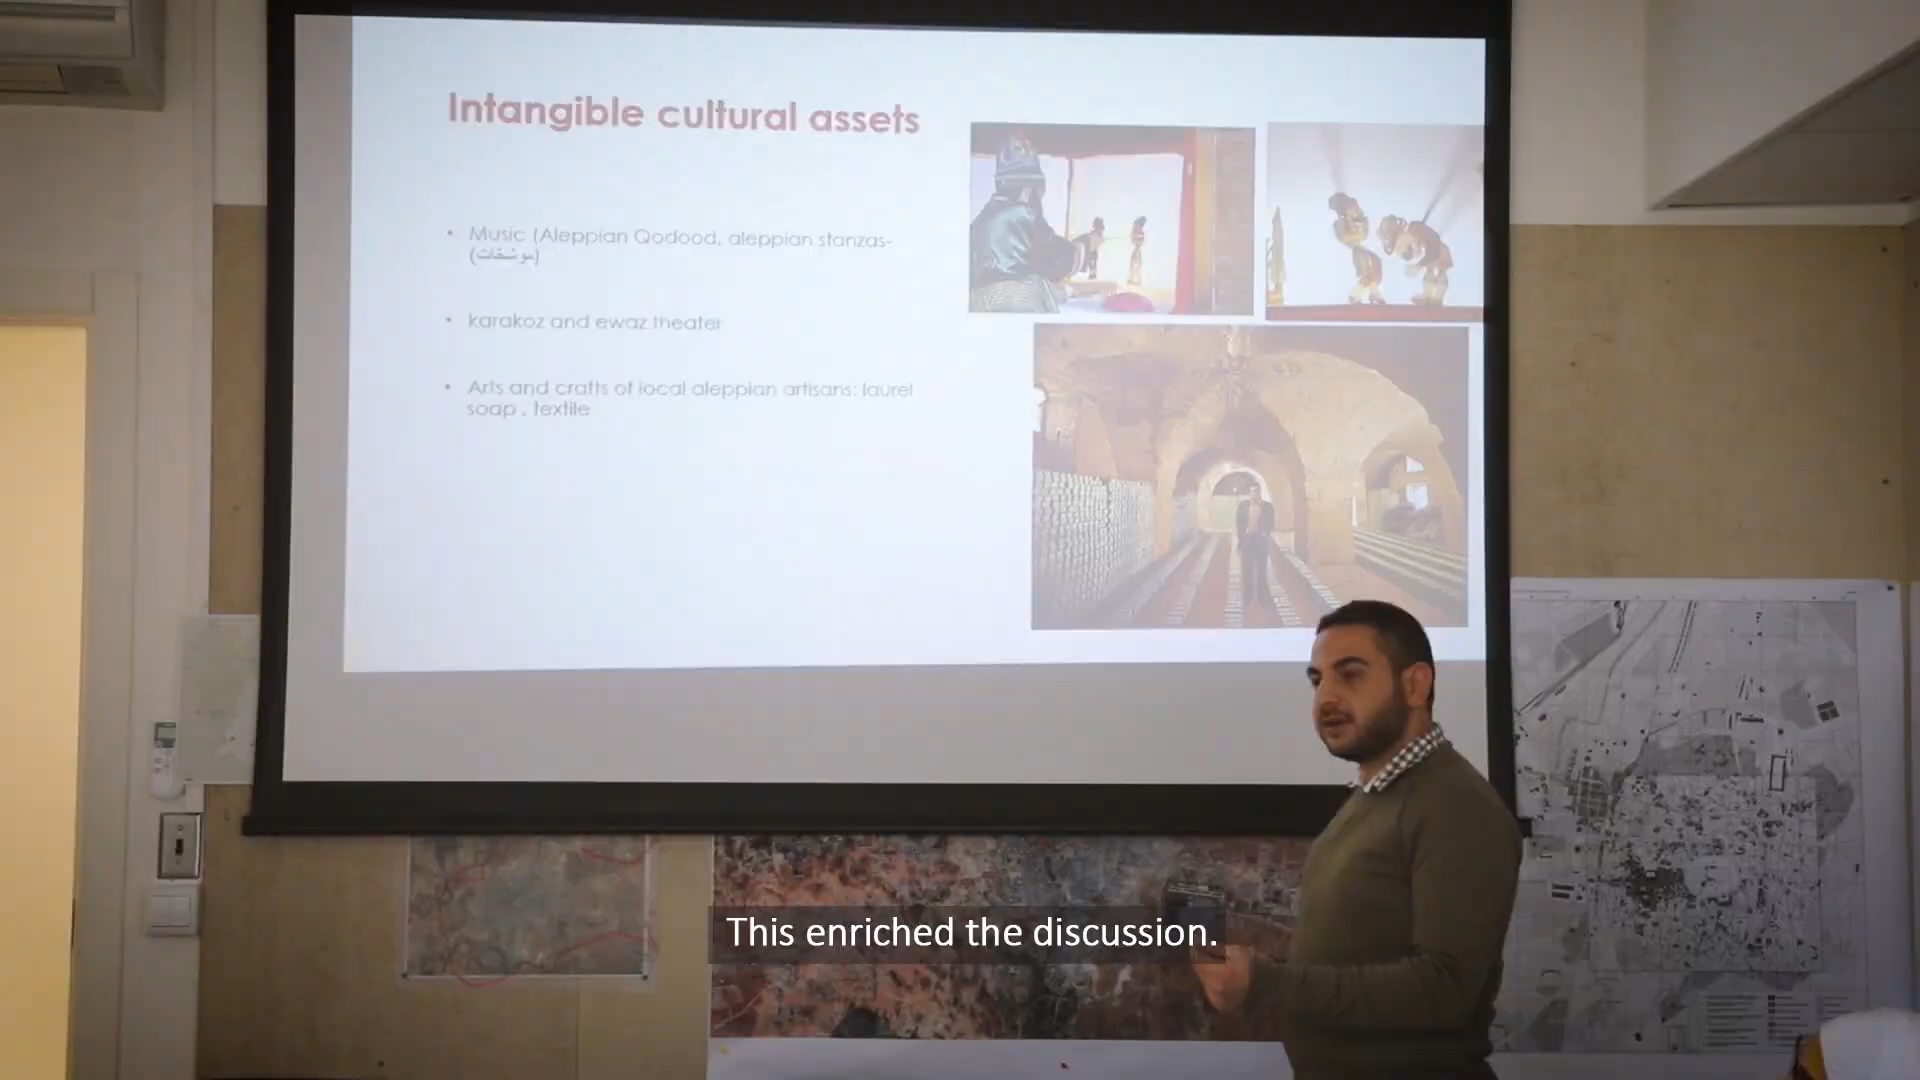 Intangible cultural assets
• Music (Aleppian Qodood, aleppian stanzas-
(موشحات)
• karakoz and ewaz theater
• Arts and crafts of local aleppian artisans: laurel
soap . textile
This enriched the discussion.